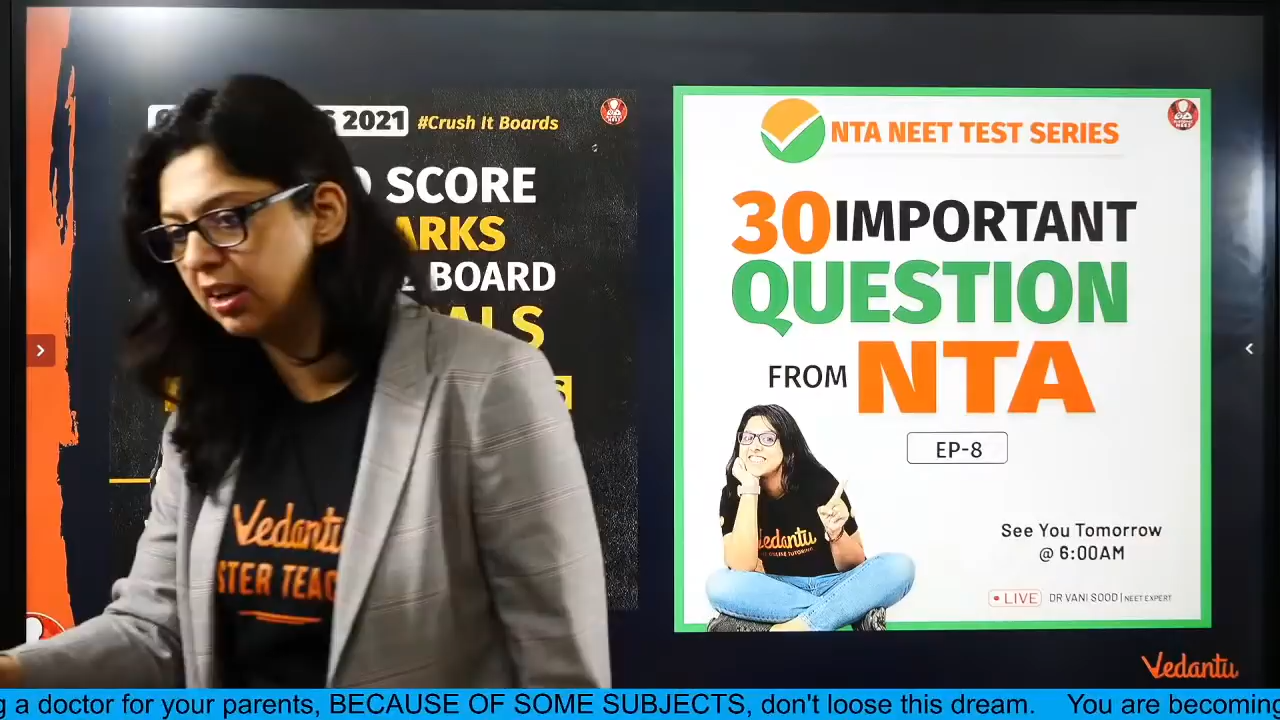 S 2021 #Crush It Boards
SCORE
ARKS
BOARD
ALS
S
Vedantu
STER TEAC
NTA NEET TEST SERIES
30 IMPORTANT
QUESTION
FROM NTA
EP-8
Vedantu
See You Tomorrow
@ 6:00AM
LIVE DR VANI SOOD | NEET EXPERT
Vedantu
g a doctor for your parents, BECAUSE OF SOME SUBJECTS, don't loose this dream. You are becoming